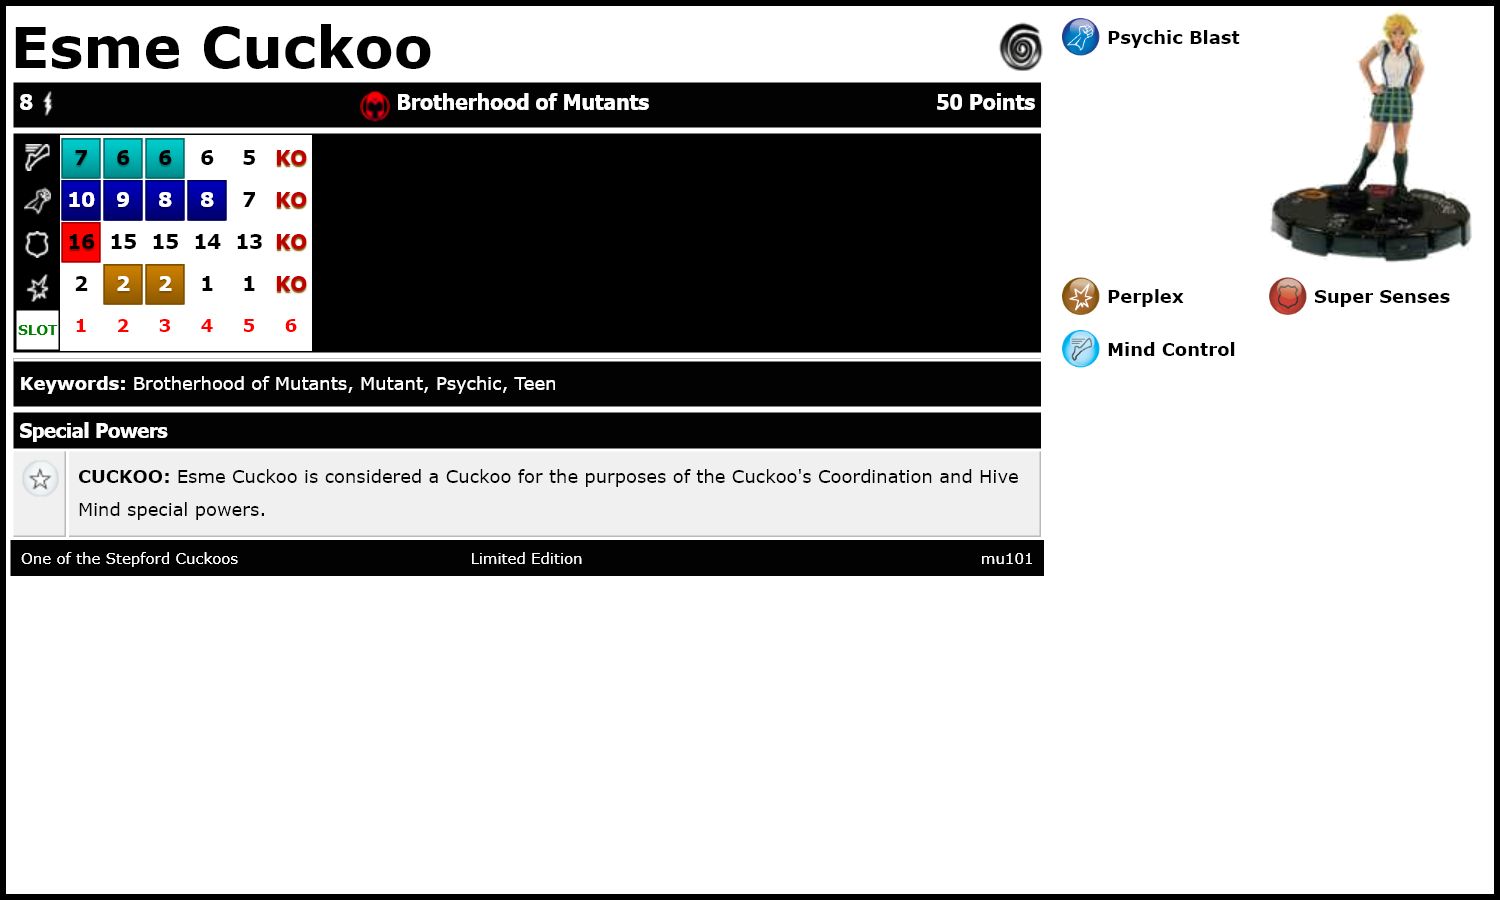 Esme Cuckoo
8 Brotherhood of Mutants 50 Points
7 6 6 6 5 KO
10 9 8 8 7 KO
16 15 15 14 13 KO
2 2 2 1 1 KO
SLOT 1 2 3 4 5 6
Keywords: Brotherhood of Mutants, Mutant, Psychic, Teen
Special Powers
CUCKOO: Esme Cuckoo is considered a Cuckoo for the purposes of the Cuckoo's Coordination and Hive
Mind special powers.
One of the Stepford Cuckoos Limited Edition mu101
Psychic Blast
Perplex Super Senses
Mind Control